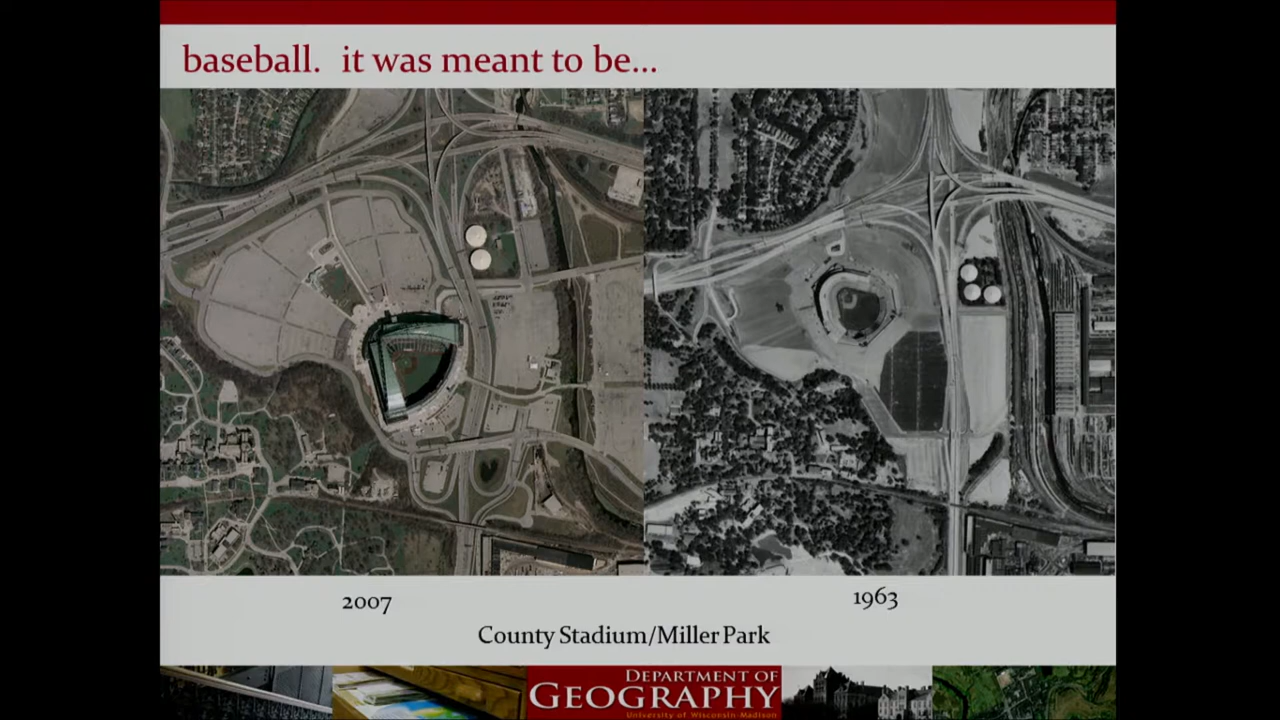 baseball.  it was meant to be...
2007
1963
County Stadium/Miller Park
DEPARTMENT OF
GEOGRAPHY
University of Wisconsin-Madison